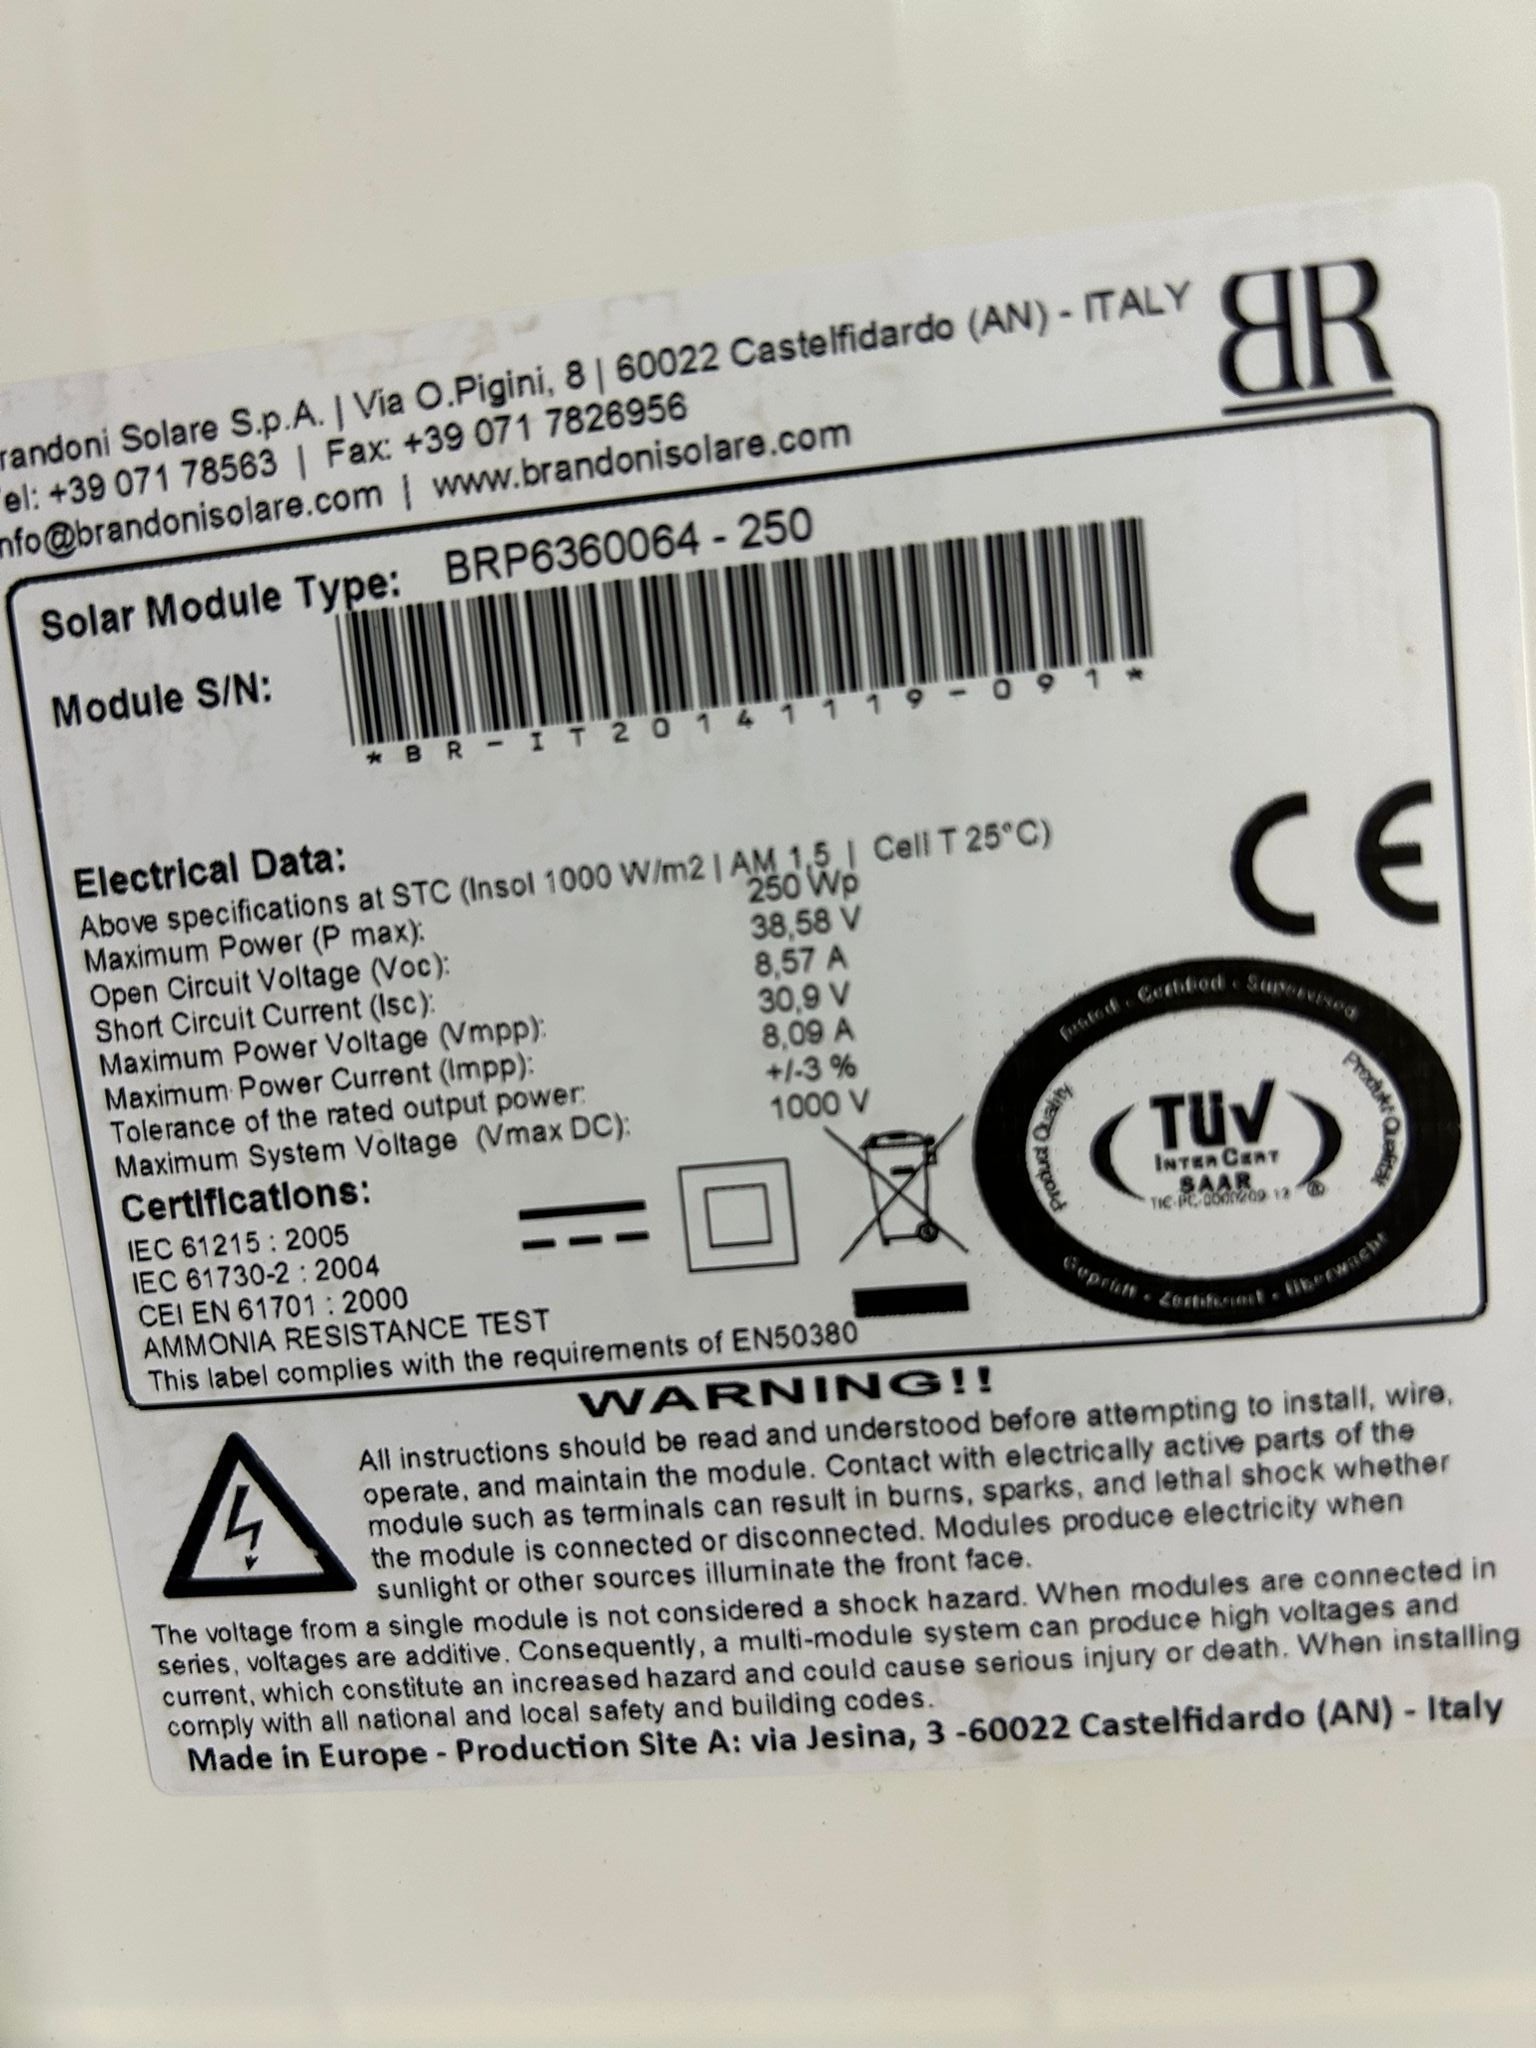 BR
randoni Solare S.p.A. | Via O.Pigini, 8 | 60022 Castelfidardo (AN) - ITALY
el: +39 071 78563 | Fax: +39 071 7826956
nfo@brandonisolare.com | www.brandonisolare.com
Solar Module Type: BRP6360064 - 250
Module S/N:
*BR-IT20141119-091*
CE
Electrical Data:
Above specifications at STC (Insol 1000 W/m2 | AM 1,5 | Cell T 25°C)
Maximum Power (P max): 250 Wp
Open Circuit Voltage (Voc): 38,58 V
Short Circuit Current (Isc): 8,57 A
Maximum Power Voltage (Vmpp): 30,9 V
Maximum Power Current (Impp): 8,09 A
Tolerance of the rated output power: +/-3 %
Maximum System Voltage (Vmax DC): 1000 V
Certifications:
IEC 61215 : 2005
IEC 61730-2 : 2004
CEI EN 61701 : 2000
AMMONIA RESISTANCE TEST
This label complies with the requirements of EN50380
Tested - Certified - Supervised
Product Quality
Produkt Qualität
TÜV
INTERCERT
SAAR
Geprüft - Zertifiziert - Überwacht
WARNING!!
All instructions should be read and understood before attempting to install, wire,
operate, and maintain the module. Contact with electrically active parts of the
module such as terminals can result in burns, sparks, and lethal shock whether
the module is connected or disconnected. Modules produce electricity when
sunlight or other sources illuminate the front face.
The voltage from a single module is not considered a shock hazard. When modules are connected in
series, voltages are additive. Consequently, a multi-module system can produce high voltages and
current, which constitute an increased hazard and could cause serious injury or death. When installing
comply with all national and local safety and building codes.
Made in Europe - Production Site A: via Jesina, 3 -60022 Castelfidardo (AN) - Italy